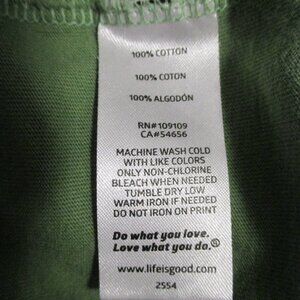 100% COTTON
100% COTON
100% ALGODÓN
RN#109109
CA#54656
MACHINE WASH COLD
WITH LIKE COLORS
ONLY NON-CHLORINE
BLEACH WHEN NEEDED
TUMBLE DRY LOW
WARM IRON IF NEEDED
DO NOT IRON ON PRINT
Do what you love.
Love what you do.®
www.lifeisgood.com
2554